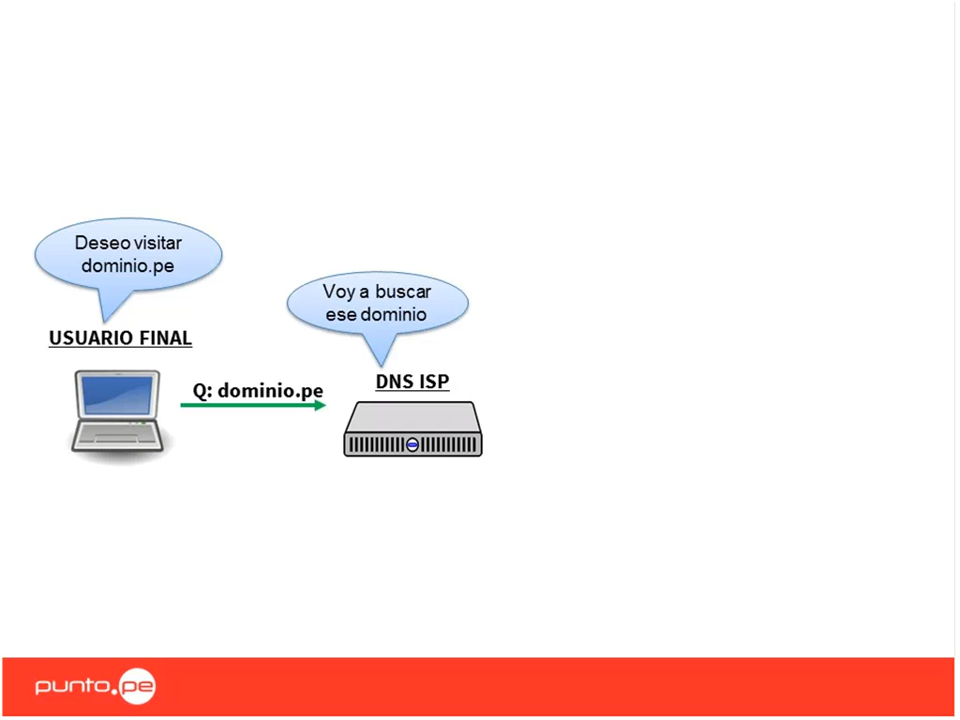 Deseo visitar
dominio.pe
Voy a buscar
ese dominio
USUARIO FINAL
DNS ISP
Q: dominio.pe
punto.pe